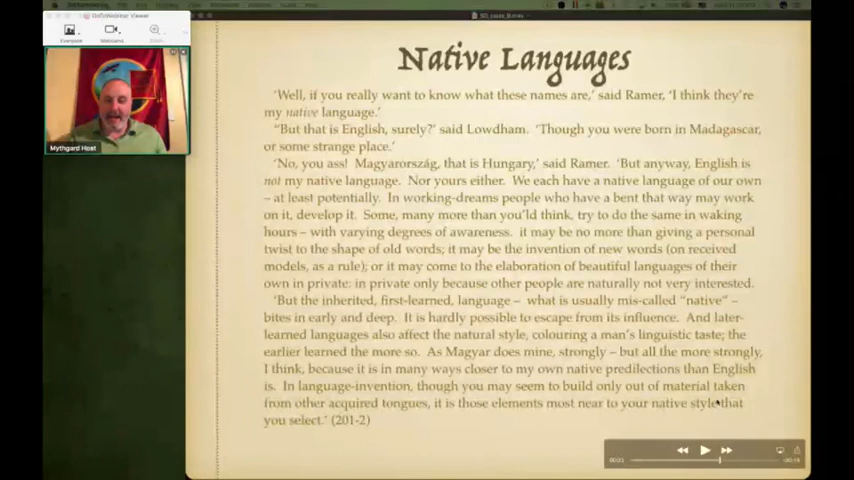 GoToWebinar Viewer
Everyone
Webcams
Mythgard Host
Native Languages
'Well, if you really want to know what these names are,' said Ramer, 'I think they're
my native language.'
"But that is English, surely?' said Lowdham. 'Though you were born in Madagascar,
or some strange place.'
'No, you ass! Magyarország, that is Hungary,' said Ramer. 'But anyway, English is
not my native language. Nor yours either. We each have a native language of our own
– at least potentially. In working-dreams people who have a bent that way may work
on it, develop it. Some, many more than you'ld think, try to do the same in waking
hours – with varying degrees of awareness. it may be no more than giving a personal
twist to the shape of old words; it may be the invention of new words (on received
models, as a rule); or it may come to the elaboration of beautiful languages of their
own in private: in private only because other people are naturally not very interested.
'But the inherited, first-learned, language – what is usually mis-called "native" –
bites in early and deep. It is hardly possible to escape from its influence. And later-
learned languages also affect the natural style, colouring a man's linguistic taste; the
earlier learned the more so. As Magyar does mine, strongly – but all the more strongly,
I think, because it is in many ways closer to my own native predilections than English
is. In language-invention, though you may seem to build only out of material taken
from other acquired tongues, it is those elements most near to your native style that
you select.' (201-2)